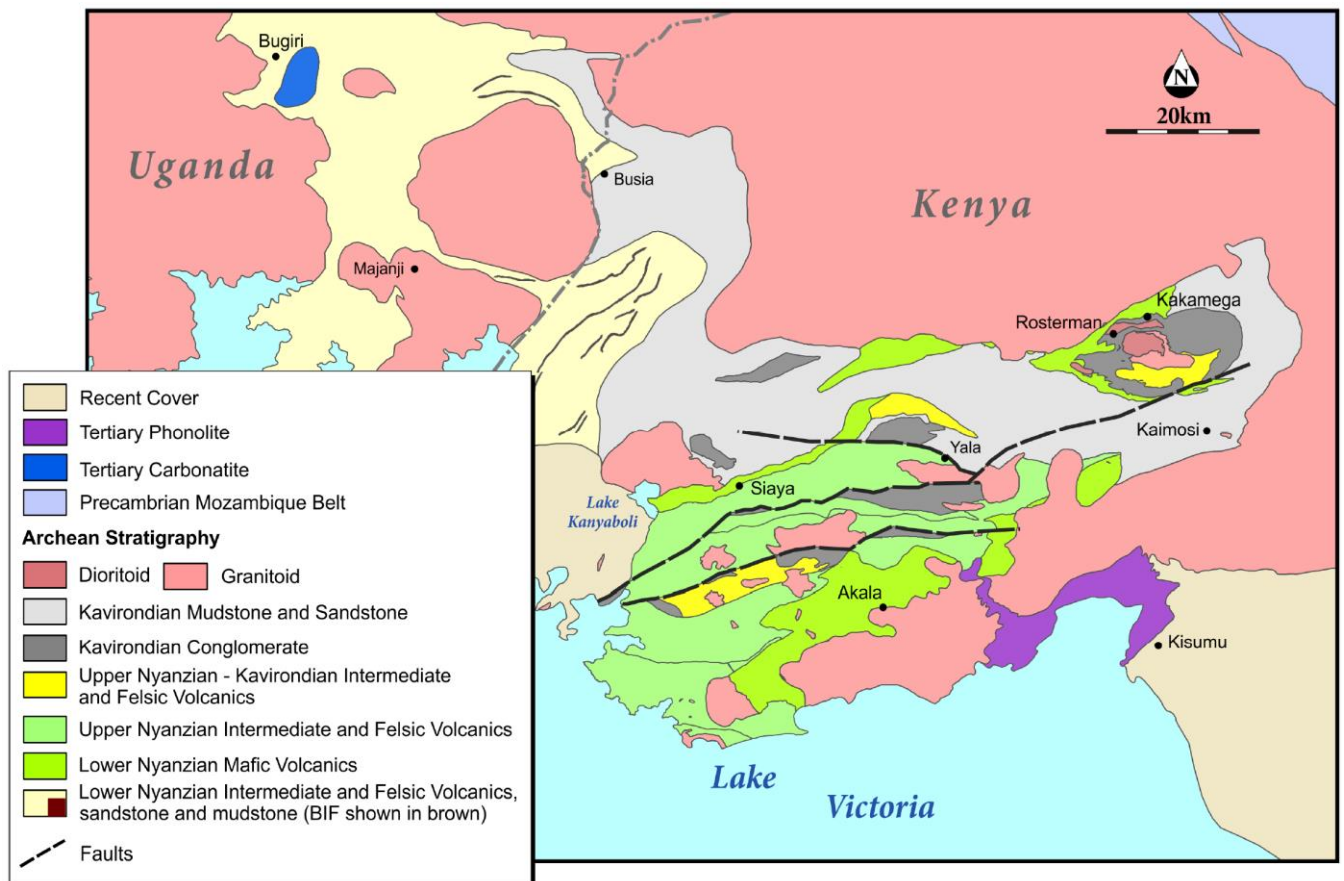 Bugiri
N
20km
Uganda
Busia
Kenya
Majanji
Kakamega
Rosterman
Kaimosi
Yala
Siaya
Lake
Kanyaboli
Akala
Kisumu
Lake
Victoria
Recent Cover
Tertiary Phonolite
Tertiary Carbonatite
Precambrian Mozambique Belt
Archean Stratigraphy
Dioritoid Granitoid
Kavirondian Mudstone and Sandstone
Kavirondian Conglomerate
Upper Nyanzian - Kavirondian Intermediate
and Felsic Volcanics
Upper Nyanzian Intermediate and Felsic Volcanics
Lower Nyanzian Mafic Volcanics
Lower Nyanzian Intermediate and Felsic Volcanics,
sandstone and mudstone (BIF shown in brown)
Faults